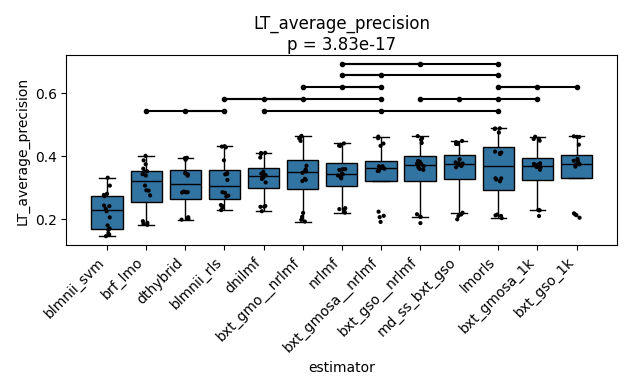 LT_average_precision
p = 3.83e-17
LT_average_precision
0.6
0.4
0.2
blmnii_svm
brf_lmo
dthybrid
blmnii_rls
dnilmf
bxt_gmo__nrlmf
nrlmf
bxt_gmosa__nrlmf
bxt_gso__nrlmf
md_ss_bxt_gso
lmorls
bxt_gmosa_1k
bxt_gso_1k
estimator